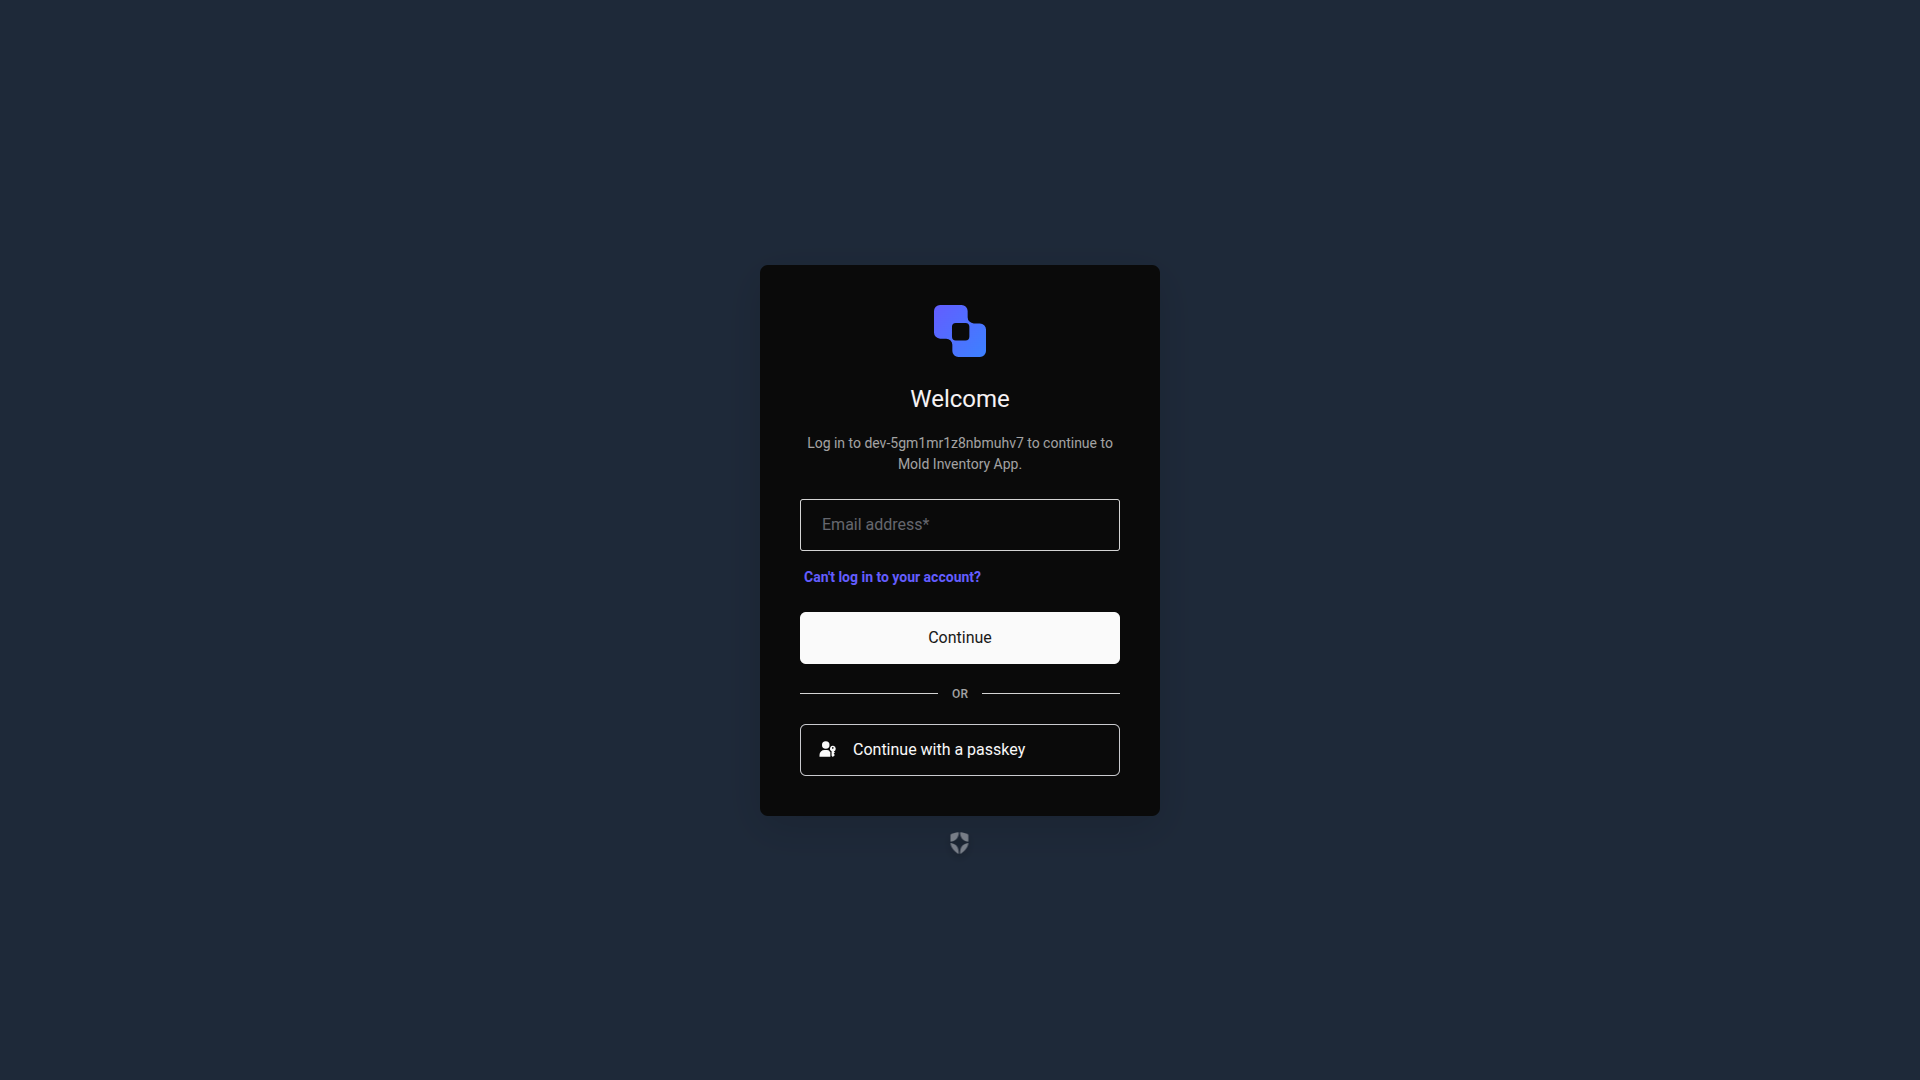 Welcome
Log in to dev-5gm1mr1z8nbmuhv7 to continue to
Mold Inventory App.
Email address*
Can't log in to your account?
Continue
OR
Continue with a passkey